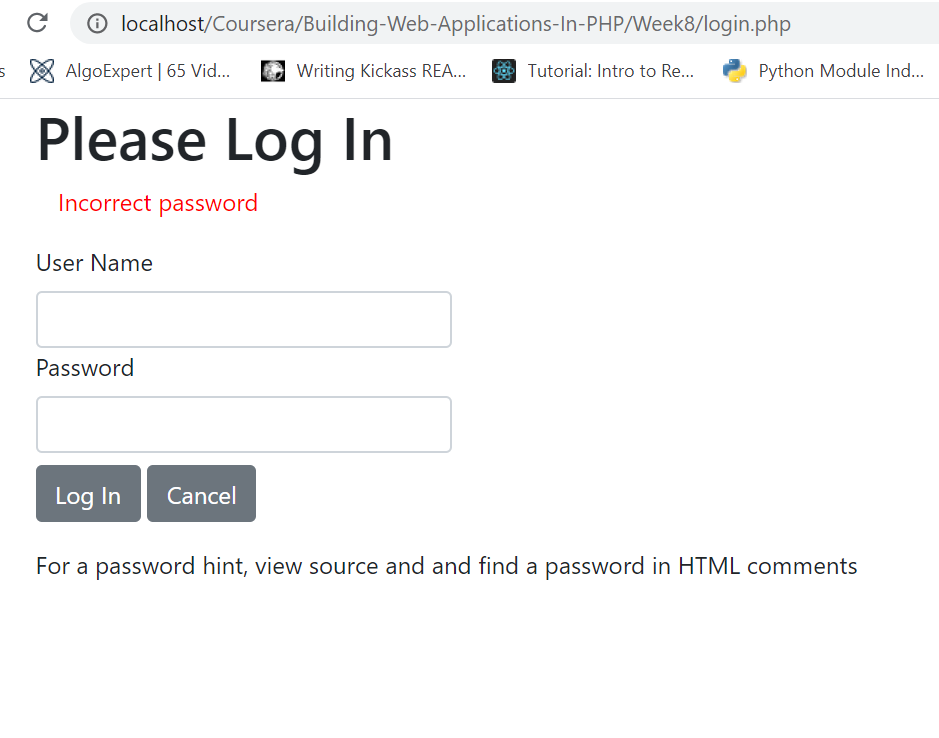 localhost/Coursera/Building-Web-Applications-In-PHP/Week8/login.php
s AlgoExpert | 65 Vid... Writing Kickass REA... Tutorial: Intro to Re... Python Module Ind...
Please Log In
Incorrect password
User Name
Password
Log In Cancel
For a password hint, view source and and find a password in HTML comments